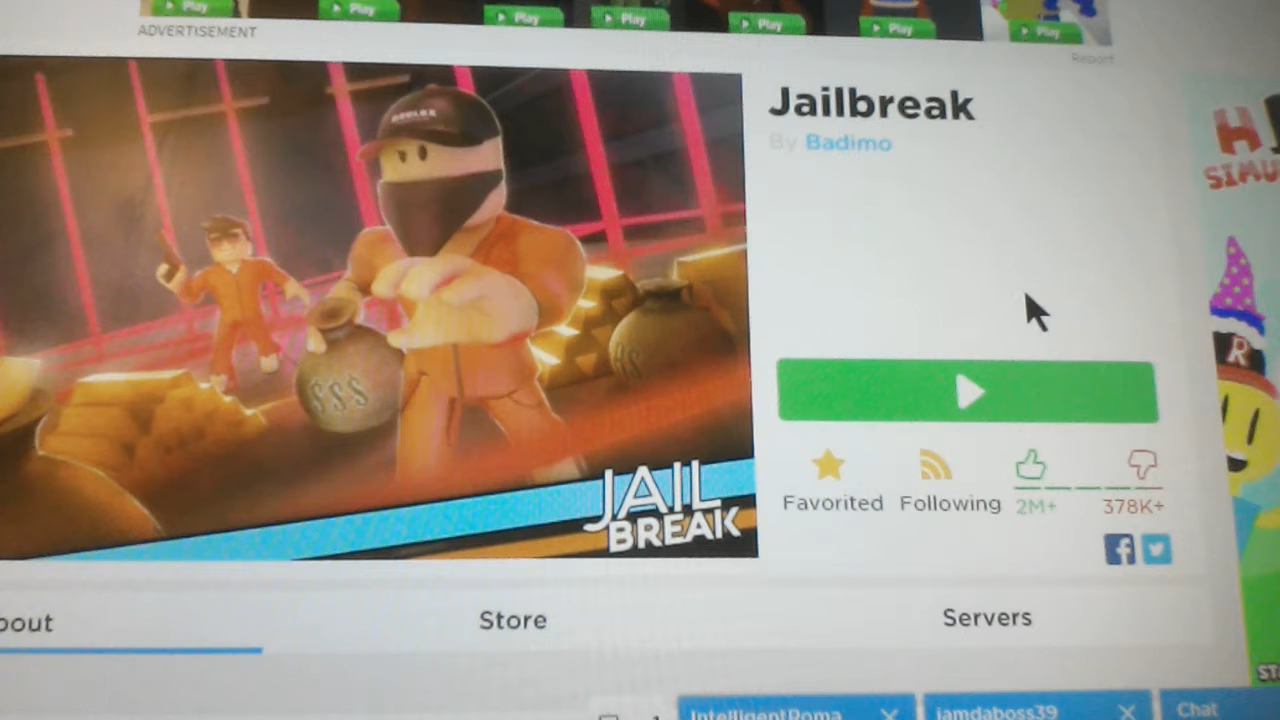 Play
Play
Play
Play
Play
Play
Play
ADVERTISEMENT
Report
Jailbreak
By Badimo
ROBLOX
$$$
JAIL
BREAK
Favorited
Following
2M+
378K+
Store
Servers
IntelligentRoma
iamdaboss39
Chat
R